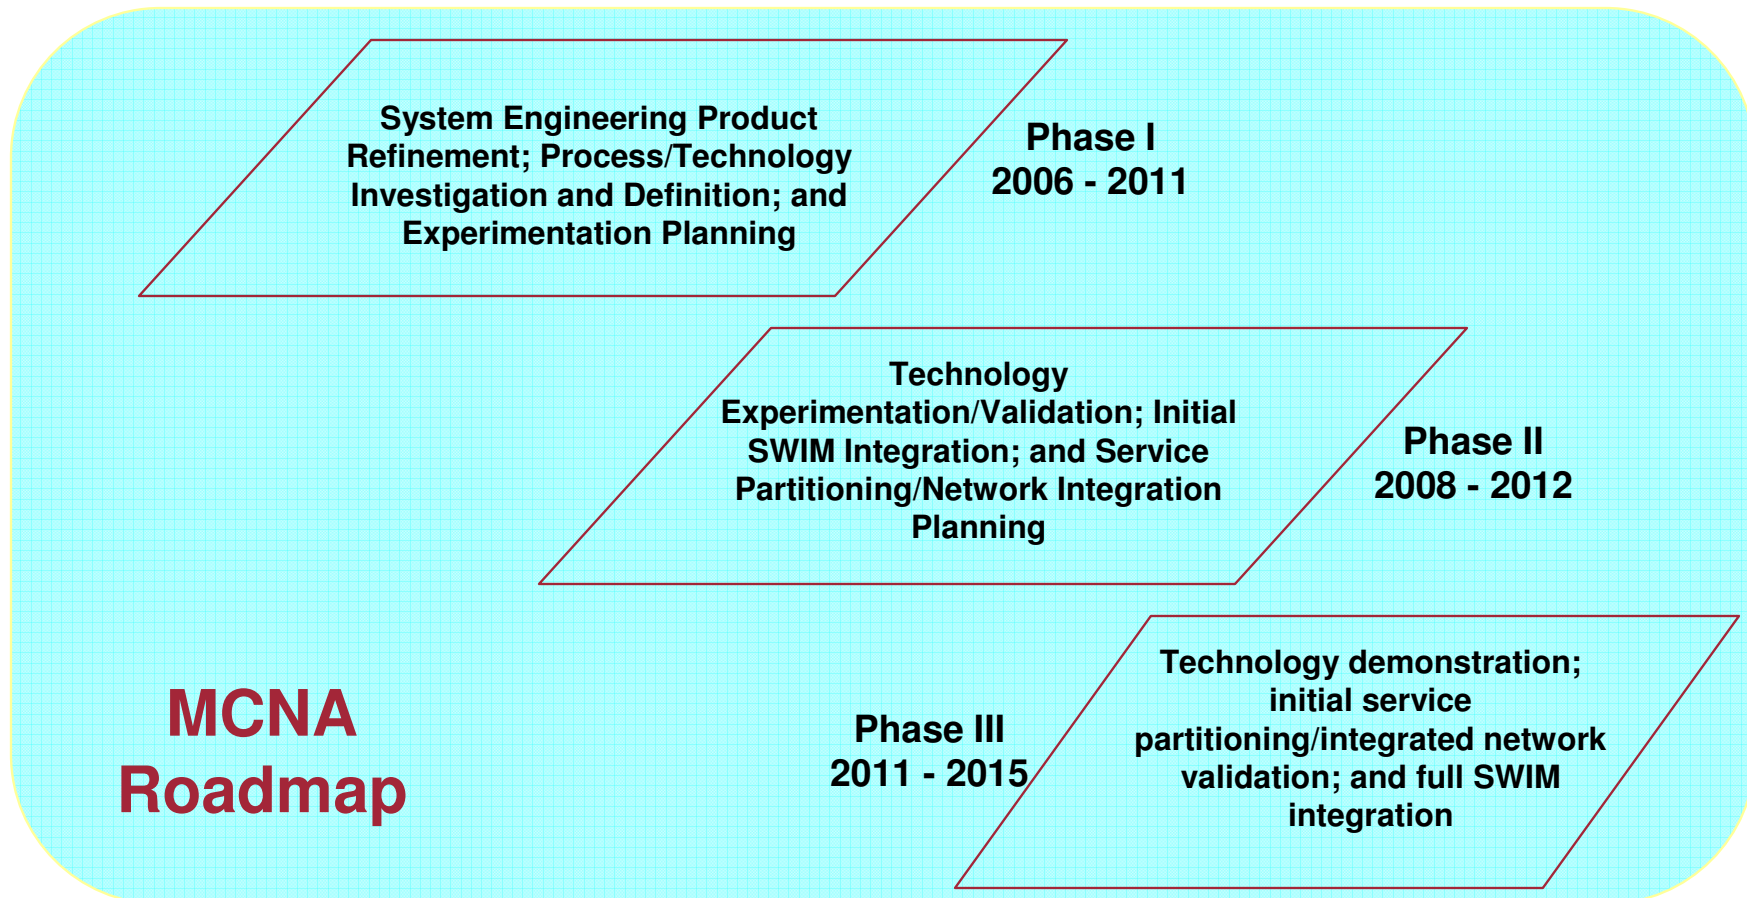 System Engineering Product
Refinement; Process/Technology
Investigation and Definition; and
Experimentation Planning
Phase I
2006 - 2011
Technology
Experimentation/Validation; Initial
SWIM Integration; and Service
Partitioning/Network Integration
Planning
Phase II
2008 - 2012
Phase III
2011 - 2015
Technology demonstration;
initial service
partitioning/integrated network
validation; and full SWIM
integration
MCNA
Roadmap